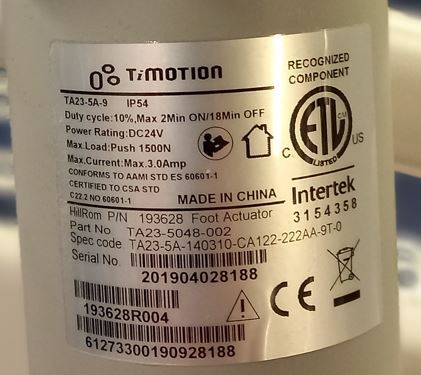 TiMOTION
RECOGNIZED
COMPONENT
TA23-5A-9 IP54
Duty cycle:10%,Max 2Min ON/18Min OFF
Power Rating:DC24V
Max.Load:Push 1500N
Max.Current:Max 3.0Amp
CONFORMS TO AAMI STD ES 60601-1
CERTIFIED TO CSA STD
C22.2 NO 60601-1
MADE IN CHINA
C ETL CM US
LISTED
Intertek
3154358
HillRom P/N 193628 Foot Actuator
Part No TA23-5048-002
Spec code TA23-5A-140310-CA122-222AA-9T-0
Serial No.
201904028188
193628R004
61273300190928188
CE